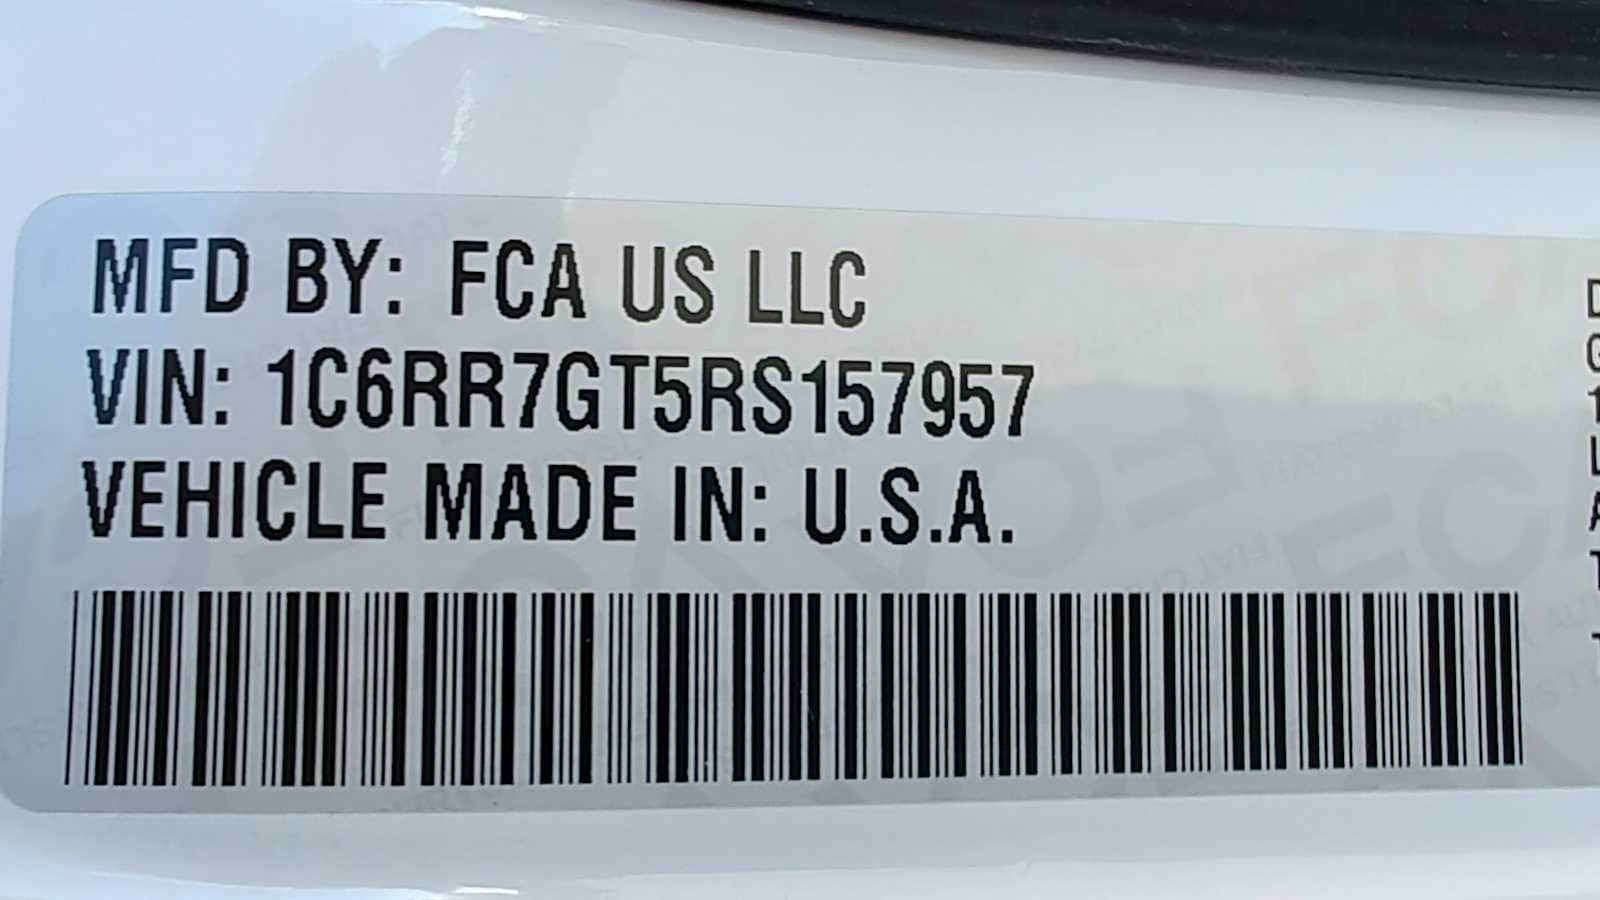 MFD BY: FCA US LLC
VIN: 1C6RR7GT5RS157957
VEHICLE MADE IN: U.S.A.